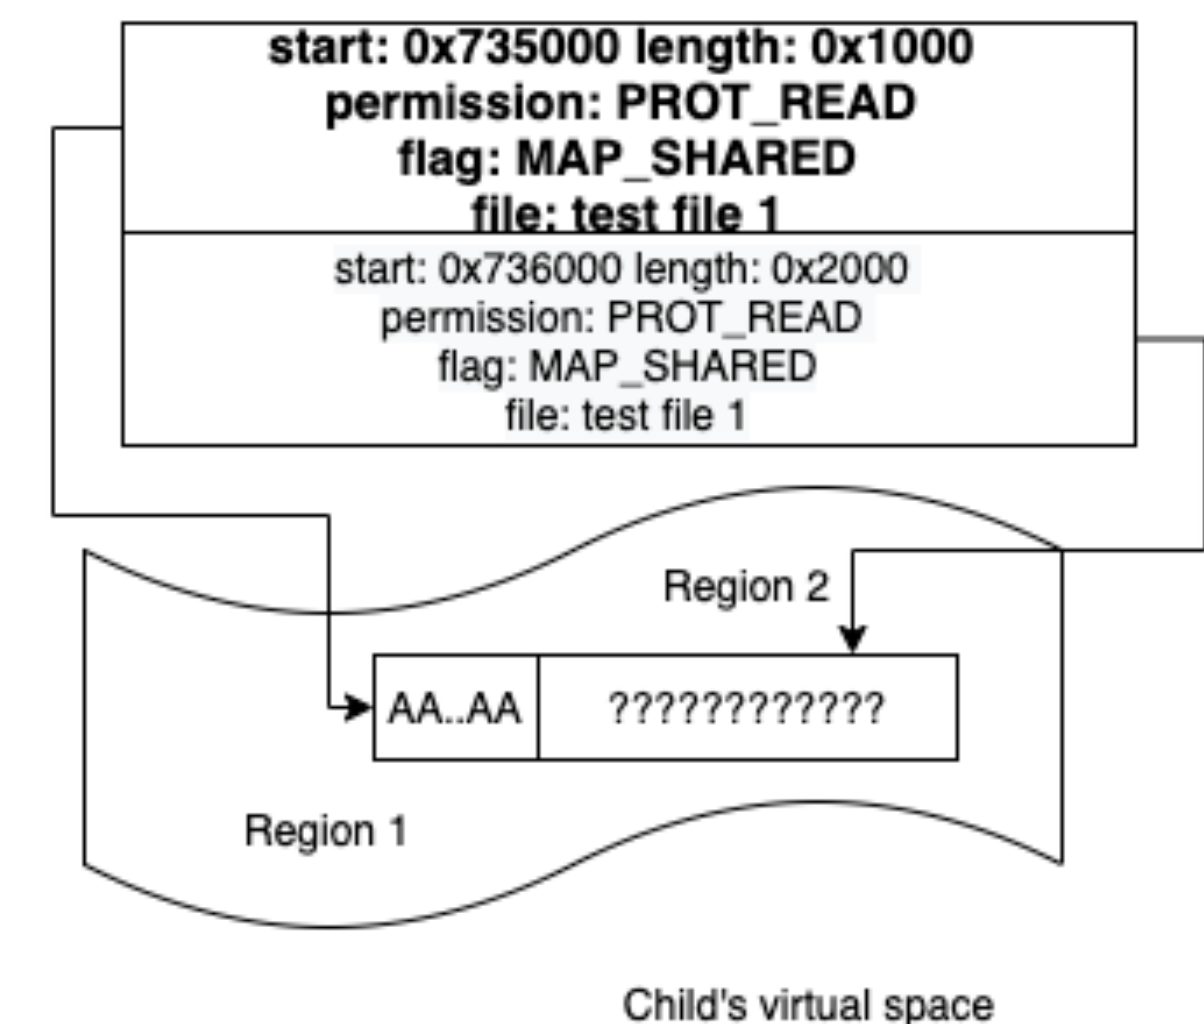 start: 0x735000 length: 0x1000
permission: PROT_READ
flag: MAP_SHARED
file: test file 1
start: 0x736000 length: 0x2000
permission: PROT_READ
flag: MAP_SHARED
file: test file 1
Region 2
AA..AA
????????????
Region 1
Child's virtual space